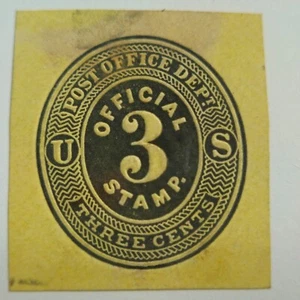 POST OFFICE DEPT.
OFFICIAL
U 3 S
STAMP.
THREE CENTS